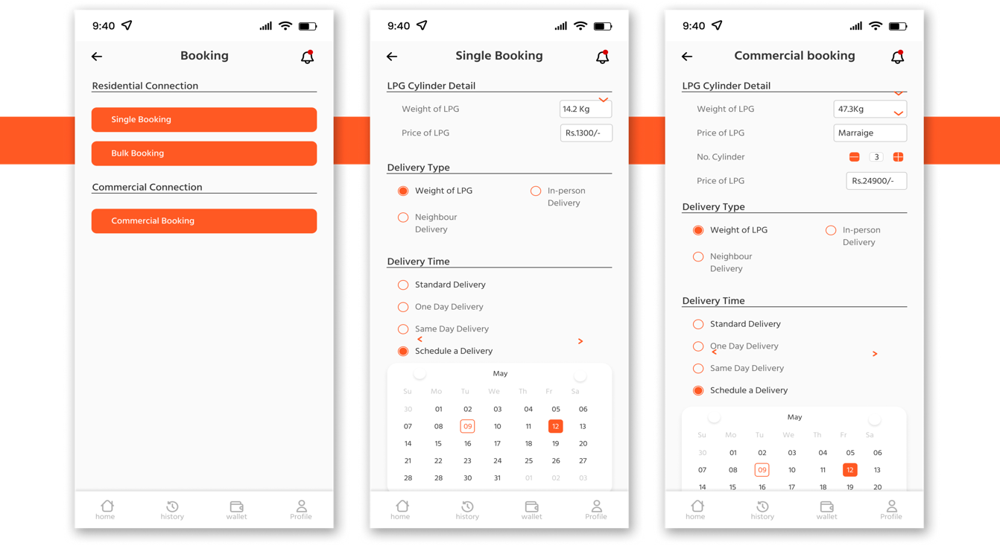 9:40
Booking
Residential Connection
Single Booking
Bulk Booking
Commercial Connection
Commercial Booking
home history wallet Profile
9:40
Single Booking
LPG Cylinder Detail
Weight of LPG 14.2 Kg
Price of LPG Rs.1300/-
Delivery Type
Weight of LPG In-person
Delivery
Neighbour
Delivery
Delivery Time
Standard Delivery
One Day Delivery
Same Day Delivery
< >
Schedule a Delivery
May
Su Mo Tu We Th Fr Sa
30 01 02 03 04 05 06
07 08 09 10 11 12 13
14 15 16 17 18 19 20
21 22 23 24 25 26 27
28 28 30 31 01 02 03
home history wallet Profile
9:40
Commercial booking
LPG Cylinder Detail
Weight of LPG 47.3Kg
Price of LPG Marraige
No. Cylinder 3
Price of LPG Rs.24900/-
Delivery Type
Weight of LPG In-person
Delivery
Neighbour
Delivery
Delivery Time
Standard Delivery
One Day Delivery
< >
Same Day Delivery
Schedule a Delivery
May
Su Mo Tu We Th Fr Sa
30 01 02 03 04 05 06
07 08 09 10 11 12 13
14 15 16 17 18 19 20
home history wallet Profile